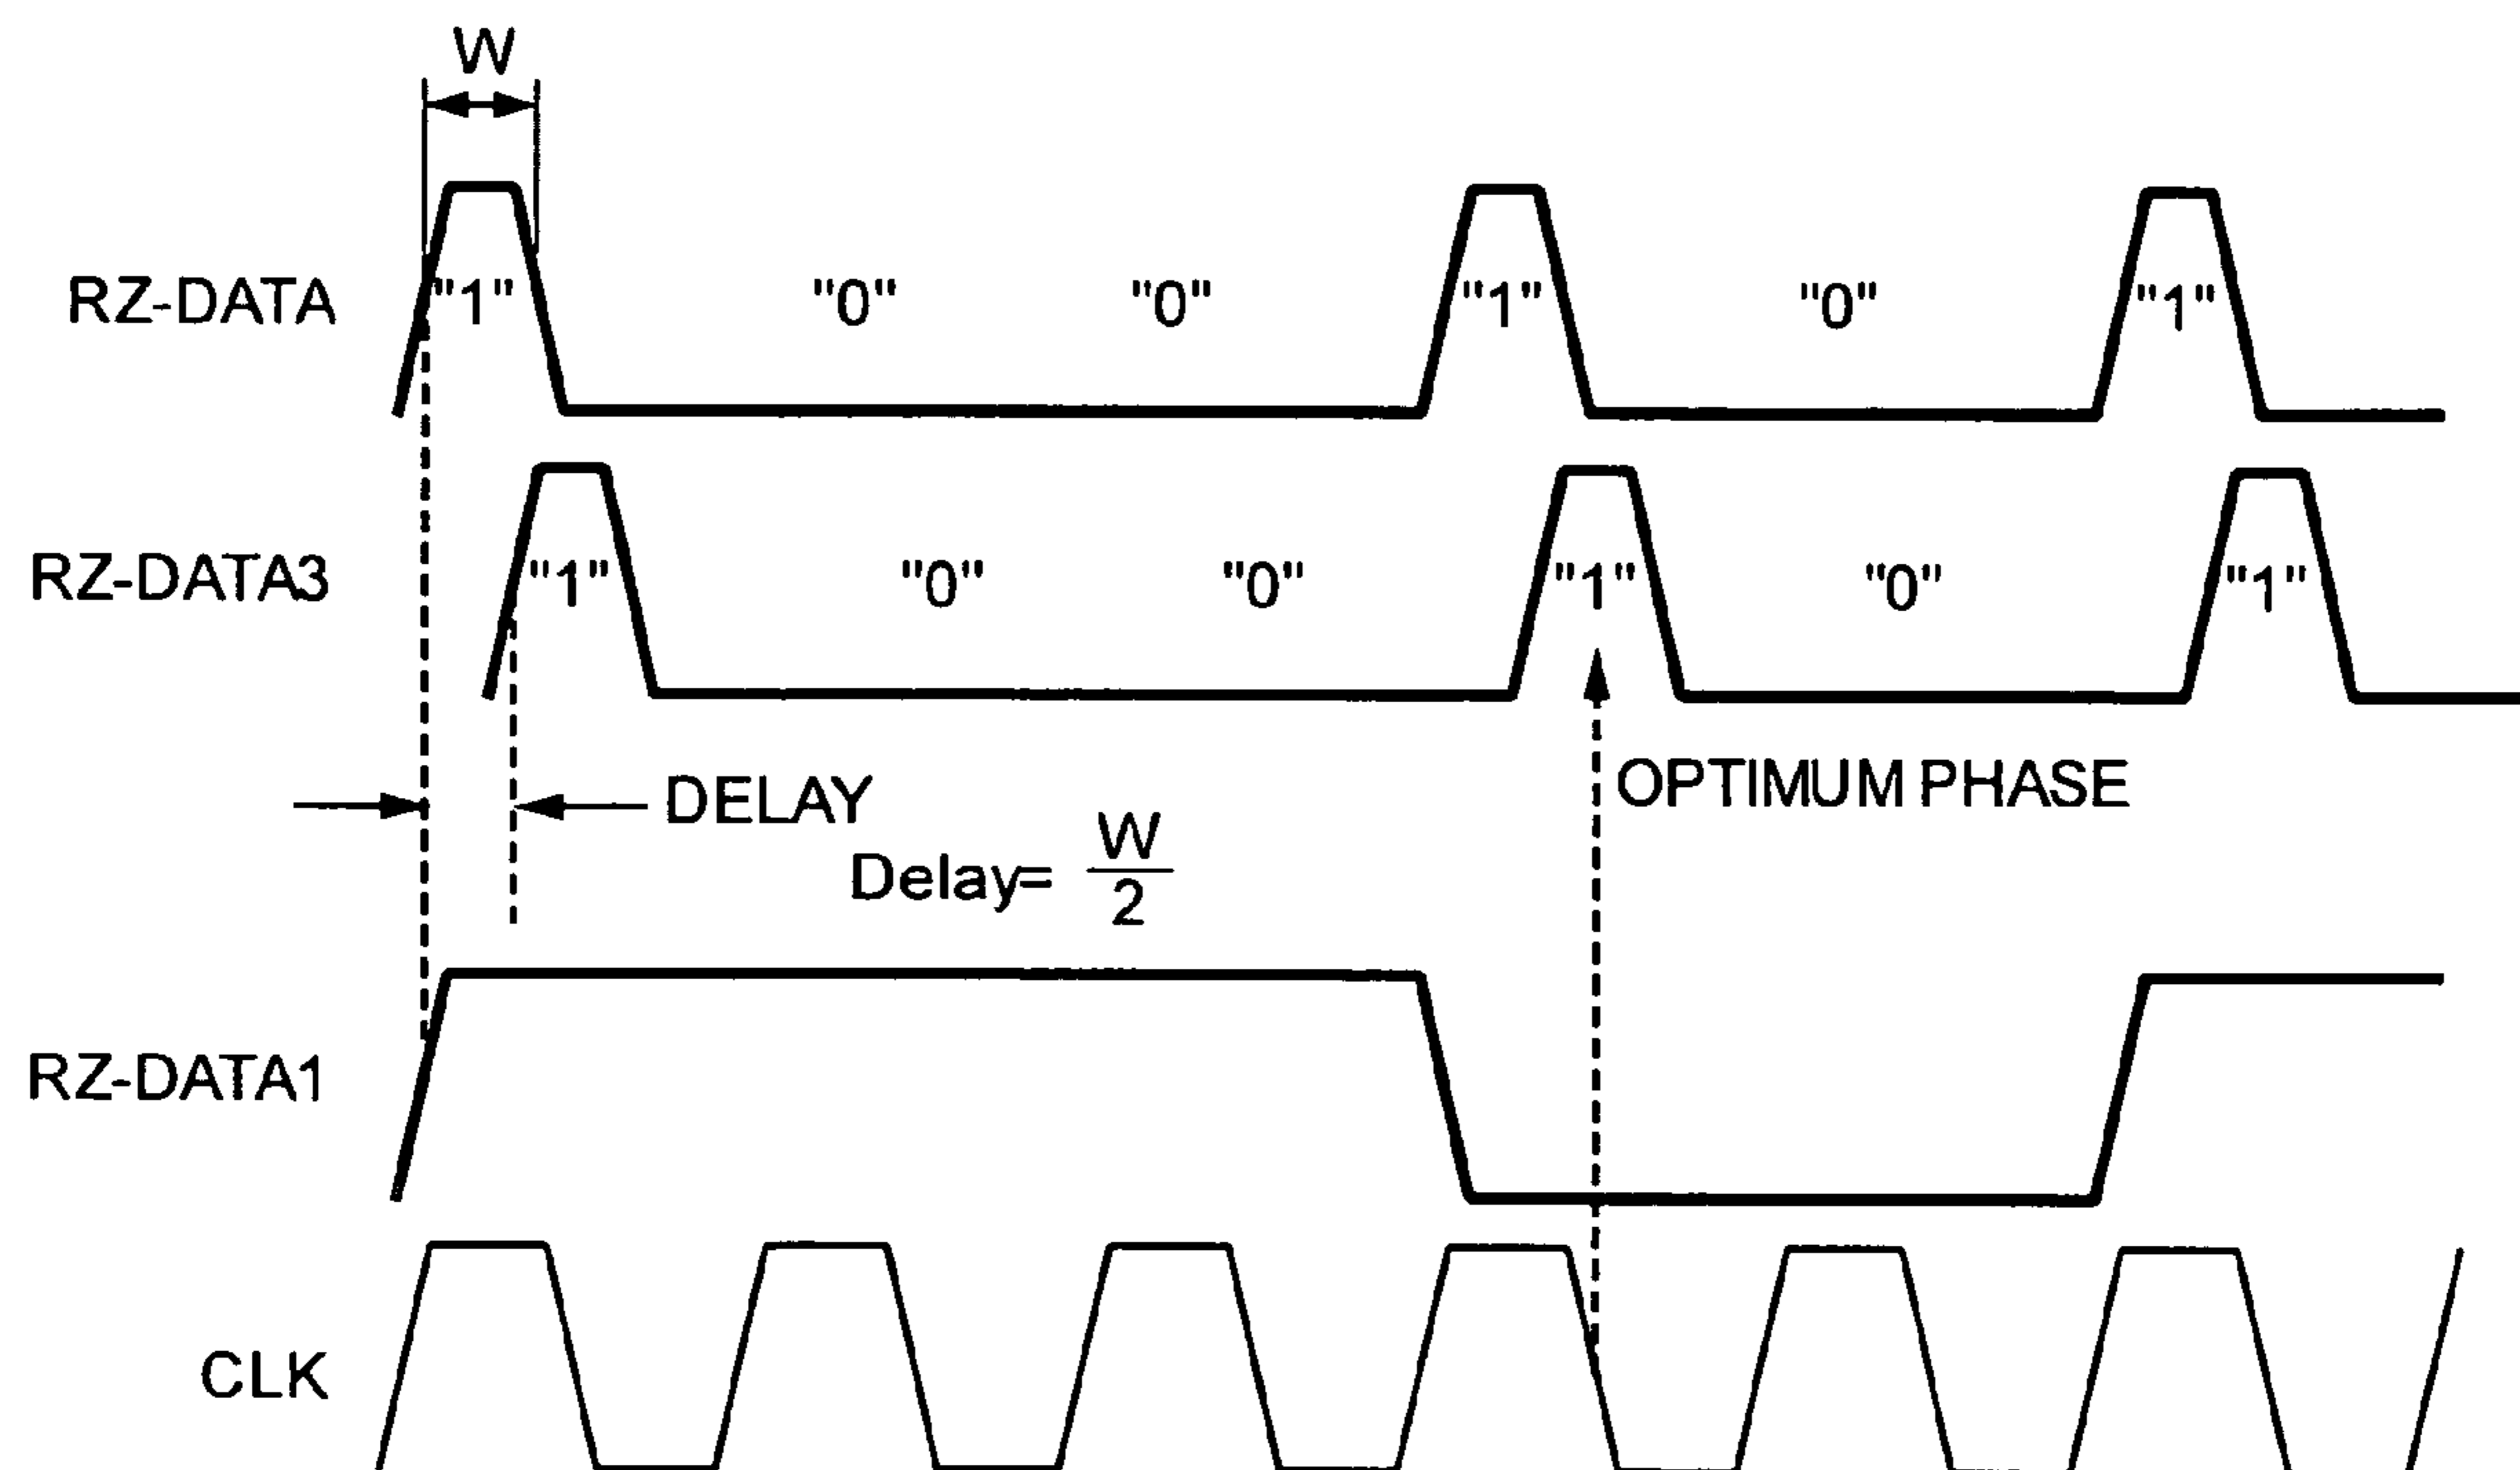 W
RZ-DATA "1" "0" "0" "1" "0" "1"
RZ-DATA3 "1" "0" "0" "1" "0" "1"
DELAY
OPTIMUM PHASE
Delay= W/2
RZ-DATA1
CLK